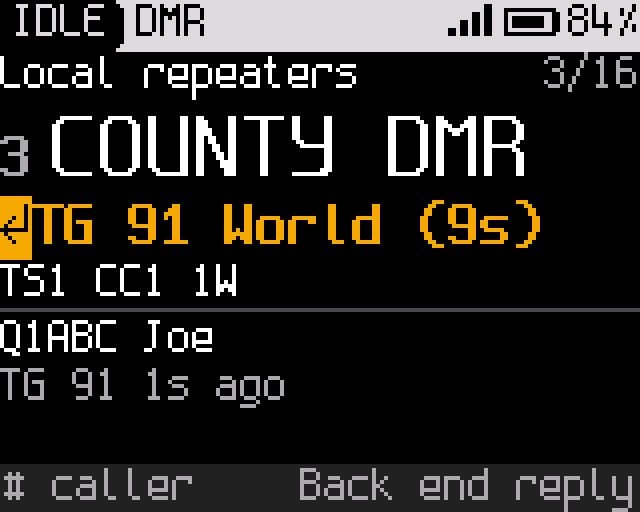 IDLE DMR 84%
Local repeaters 3/16
3 COUNTY DMR
TG 91 World (9s)
TS1 CC1 1W
Q1ABC Joe
TG 91 1s ago
# caller Back end reply